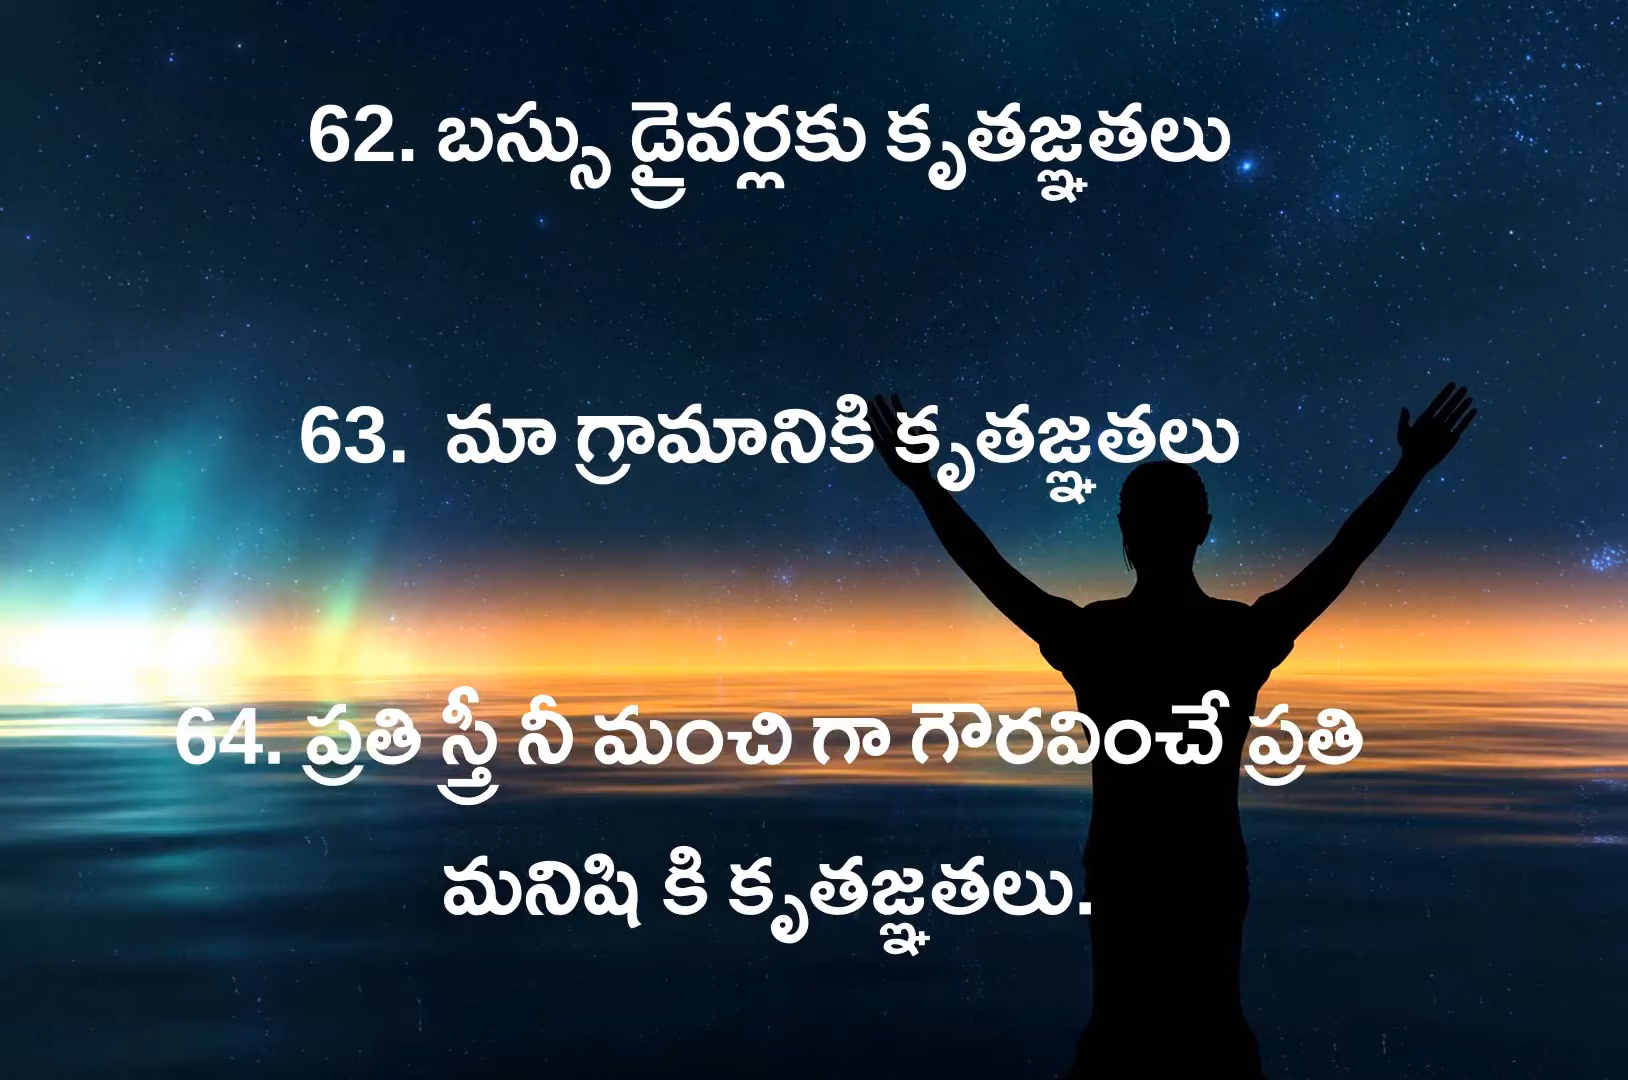 62. బస్సు డ్రైవర్లకు కృతజ్ఞతలు
63. మా గ్రామానికి కృతజ్ఞతలు
64. ప్రతి స్త్రీ నీ మంచి గా గౌరవించే ప్రతి
మనిషి కి కృతజ్ఞతలు.